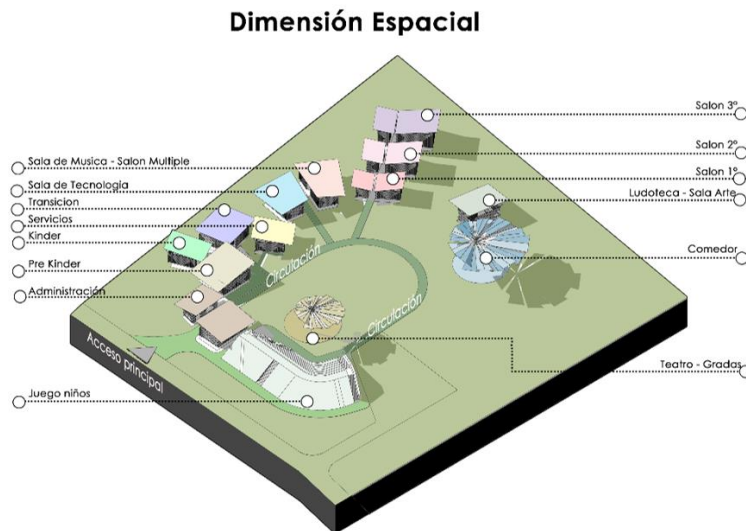 Dimensión Espacial
Sala de Musica - Salon Multiple
Sala de Tecnologia
Transicion
Servicios
Kinder
Pre Kinder
Administración
Acceso principal
Juego niños
Circulación
Circulación
Salon 3º
Salon 2º
Salon 1º
Ludoteca - Sala Arte
Comedor
Teatro - Gradas